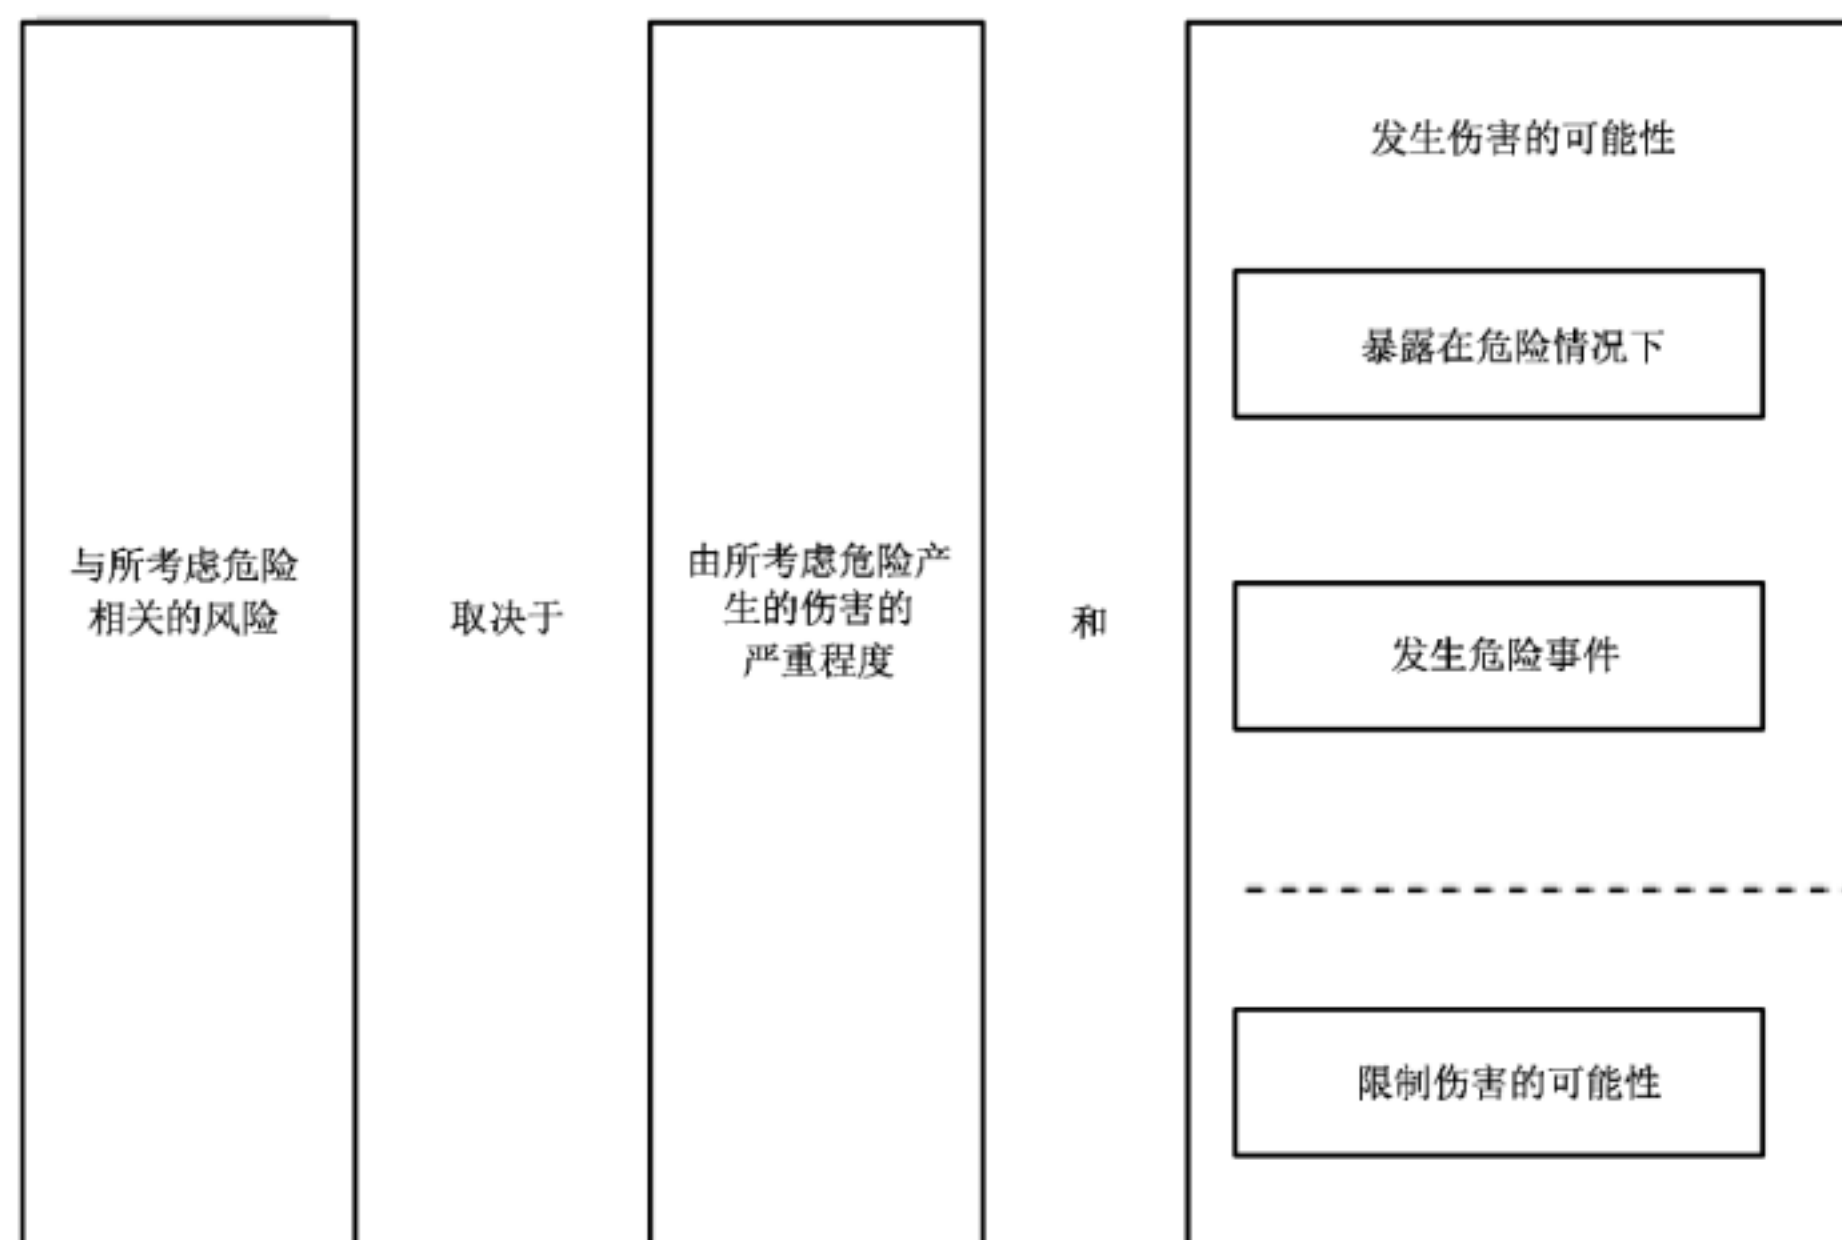 与所考虑危险
相关的风险
取决于
由所考虑危险产
生的伤害的
严重程度
和
发生伤害的可能性
暴露在危险情况下
发生危险事件
限制伤害的可能性